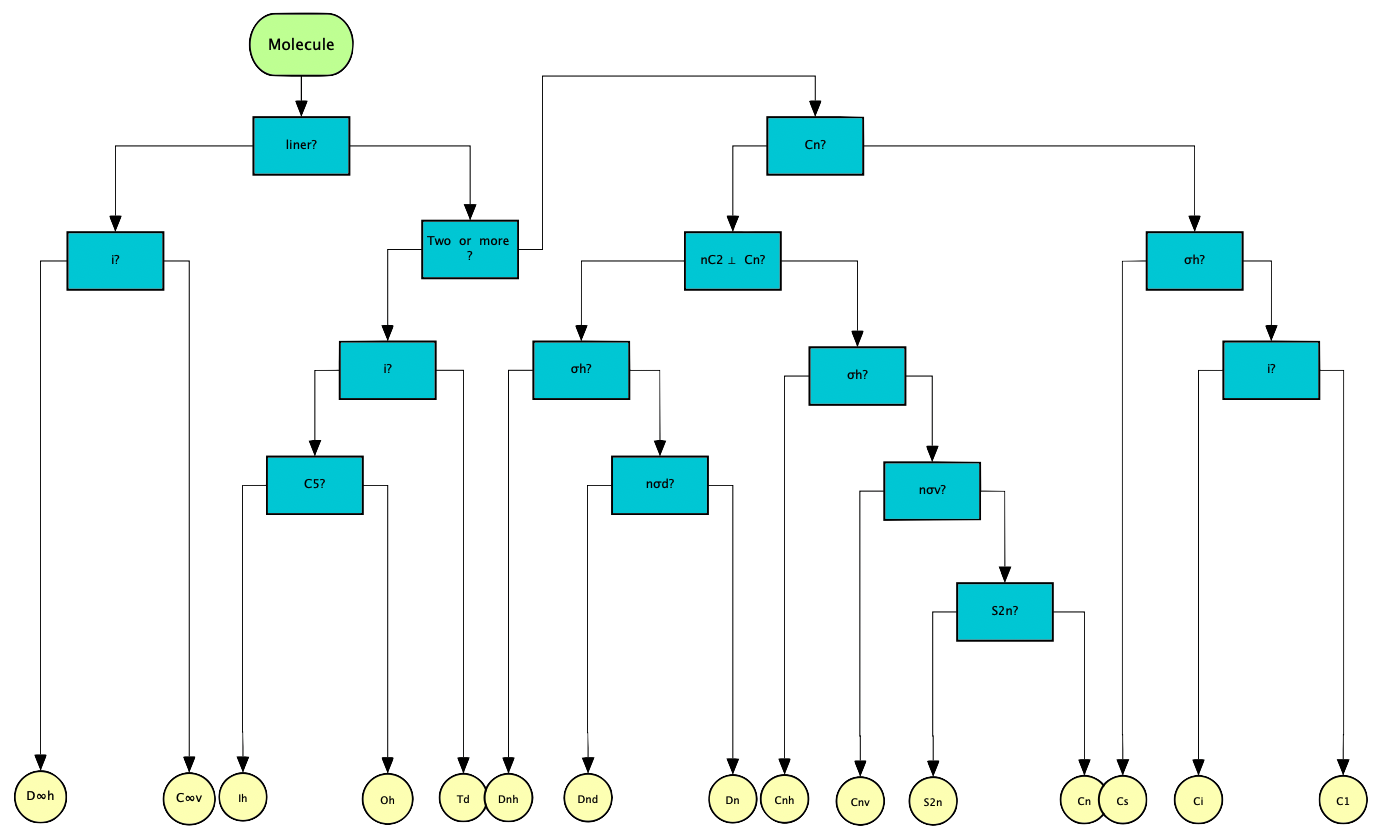 Molecule
liner?
Cn?
Two or more
?
i?
nC2 ⊥ Cn?
σh?
i?
σh?
σh?
i?
C5?
nσd?
nσv?
S2n?
D∞h
C∞v
Ih
Oh
Td
Dnh
Dnd
Dn
Cnh
Cnv
S2n
Cn
Cs
Ci
C1